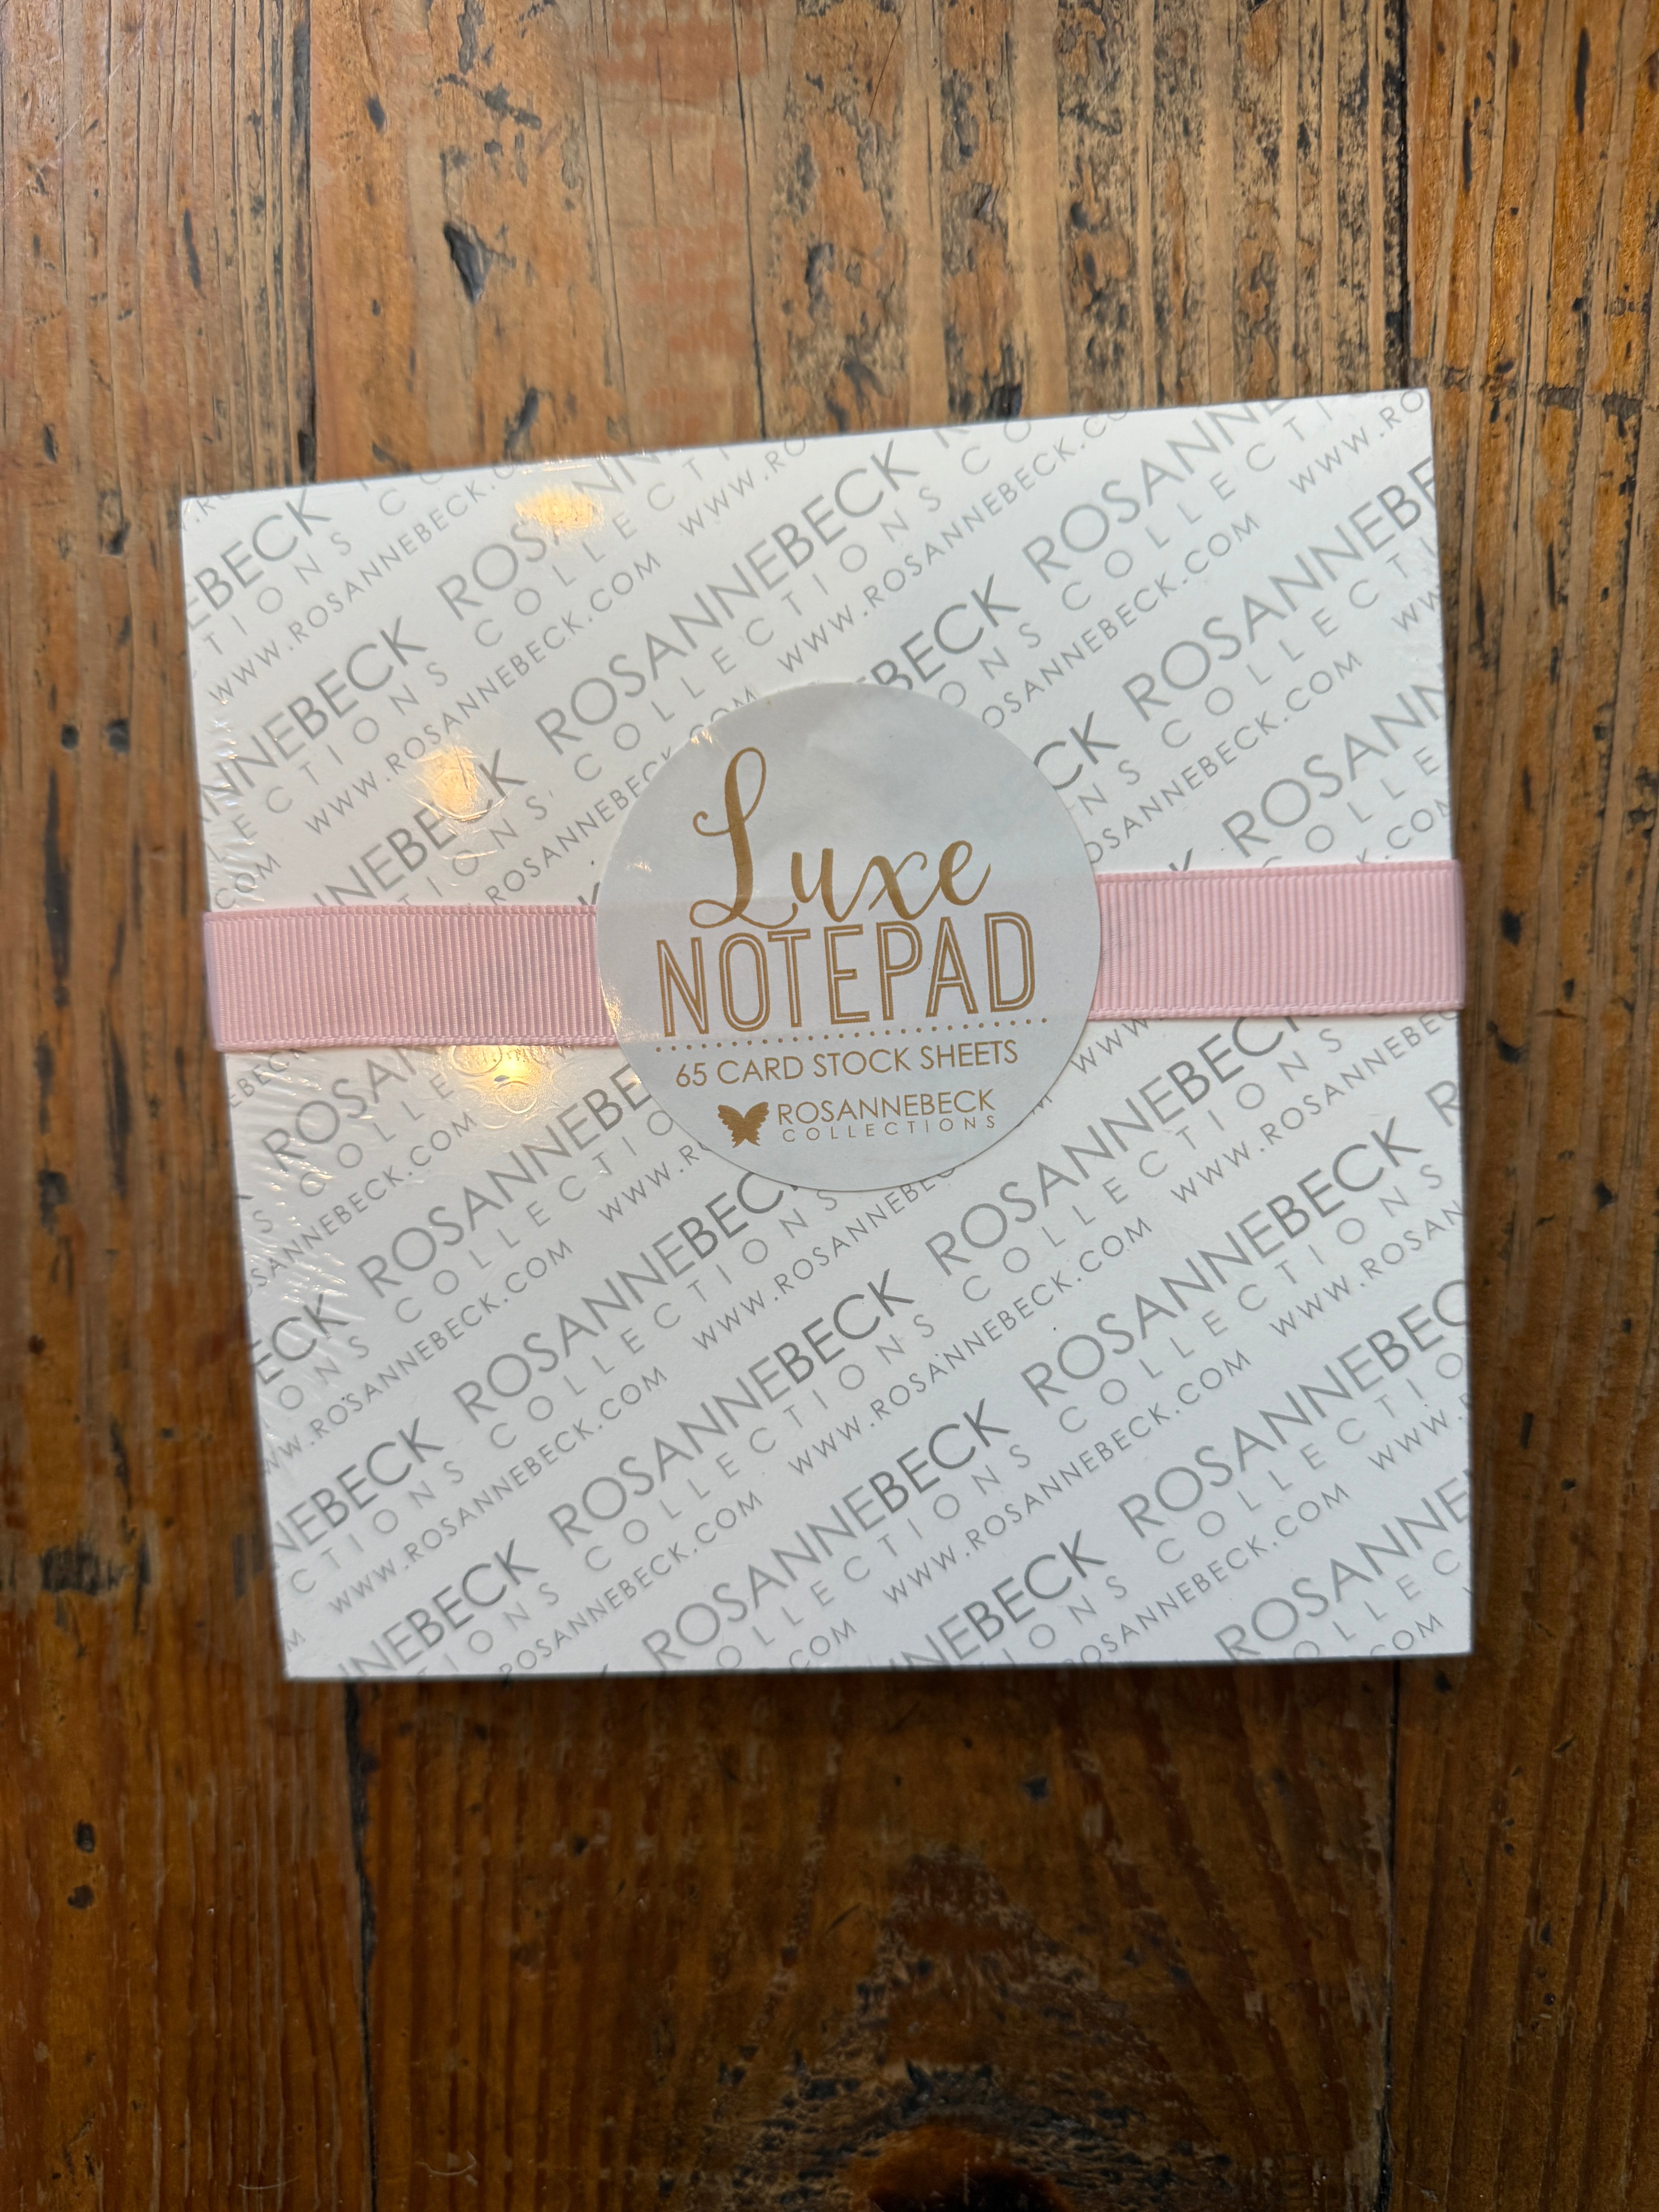 Luxe
NOTEPAD
65 CARD STOCK SHEETS
ROSANNEBECK
COLLECTIONS
ROSANNEBECK
COLLECTIONS
WWW.ROSANNEBECK.COM